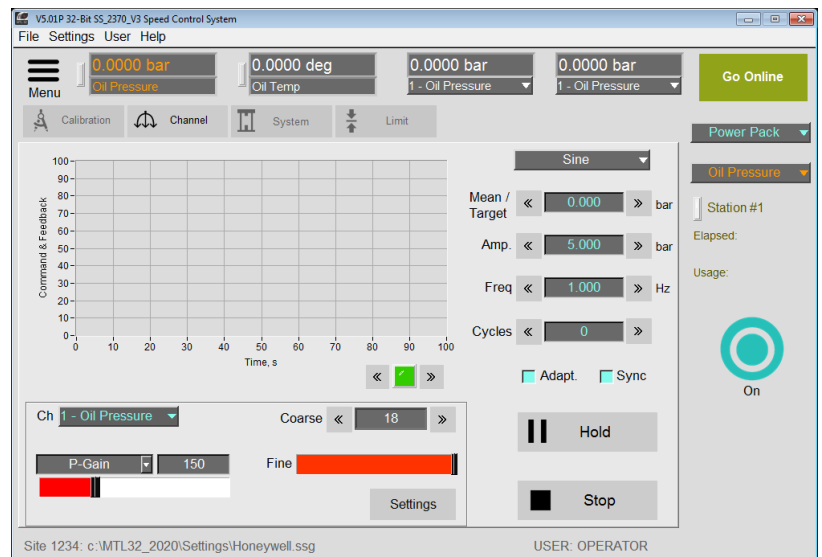 V5.01P 32-Bit SS_2370_V3 Speed Control System
File Settings User Help
Menu
0.0000 bar
Oil Pressure
0.0000 deg
Oil Temp
0.0000 bar
1 - Oil Pressure
0.0000 bar
1 - Oil Pressure
Go Online
Calibration
Channel
System
Limit
Power Pack
Oil Pressure
Station #1
Elapsed:
Usage:
On
Command & Feedback
100
90
80
70
60
50
40
30
20
10
0
0 10 20 30 40 50 60 70 80 90 100
Time, s
« »
Sine
Mean / Target « 0.000 » bar
Amp. « 5.000 » bar
Freq « 1.000 » Hz
Cycles « 0 »
Adapt. Sync
Hold
Stop
Ch 1 - Oil Pressure
Coarse « 18 »
P-Gain 150
Fine
Settings
Site 1234: c:\MTL32_2020\Settings\Honeywell.ssg
USER: OPERATOR